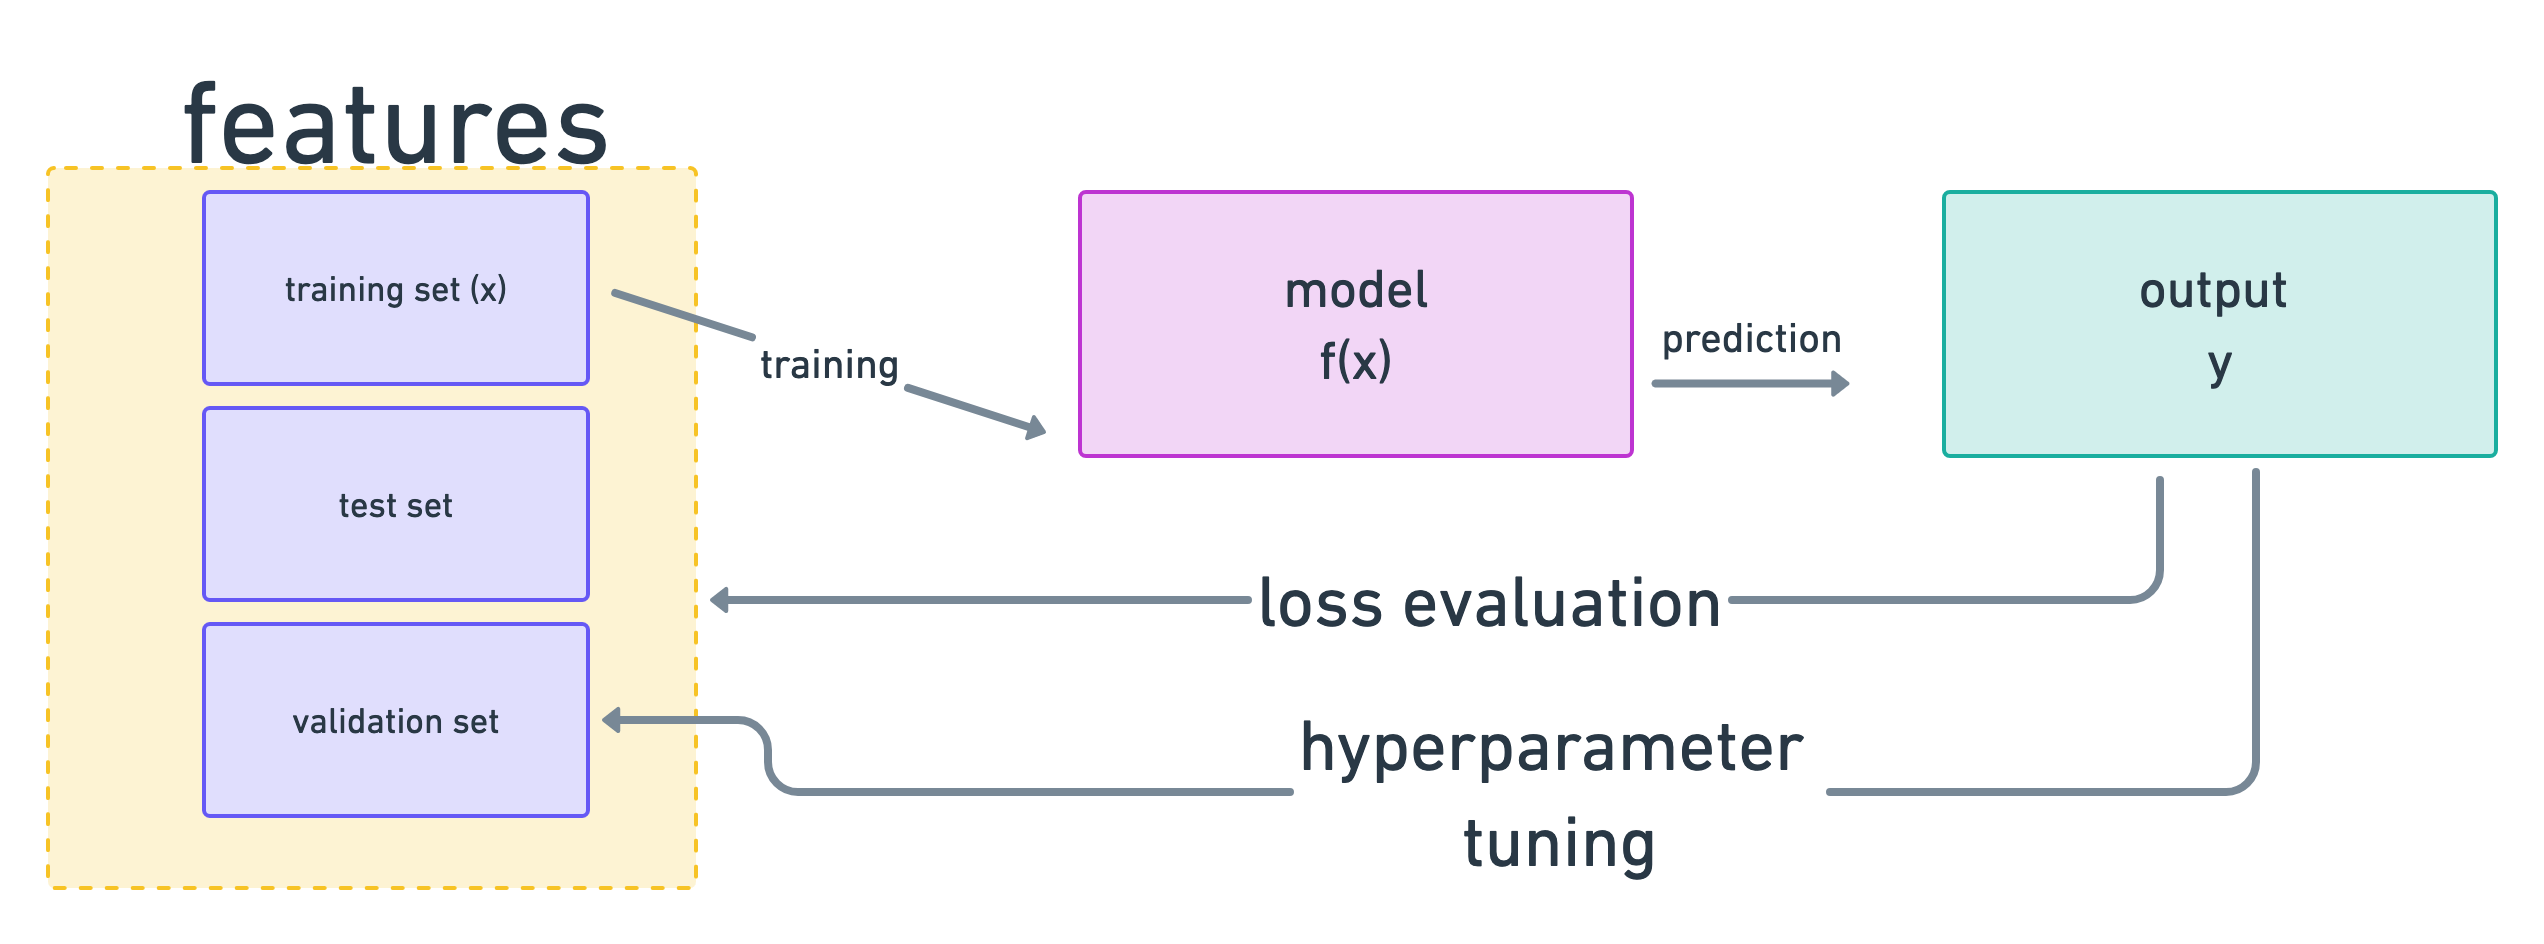 features
training set (x)
test set
validation set
training
model
f(x)
prediction
output
y
loss evaluation
hyperparameter
tuning